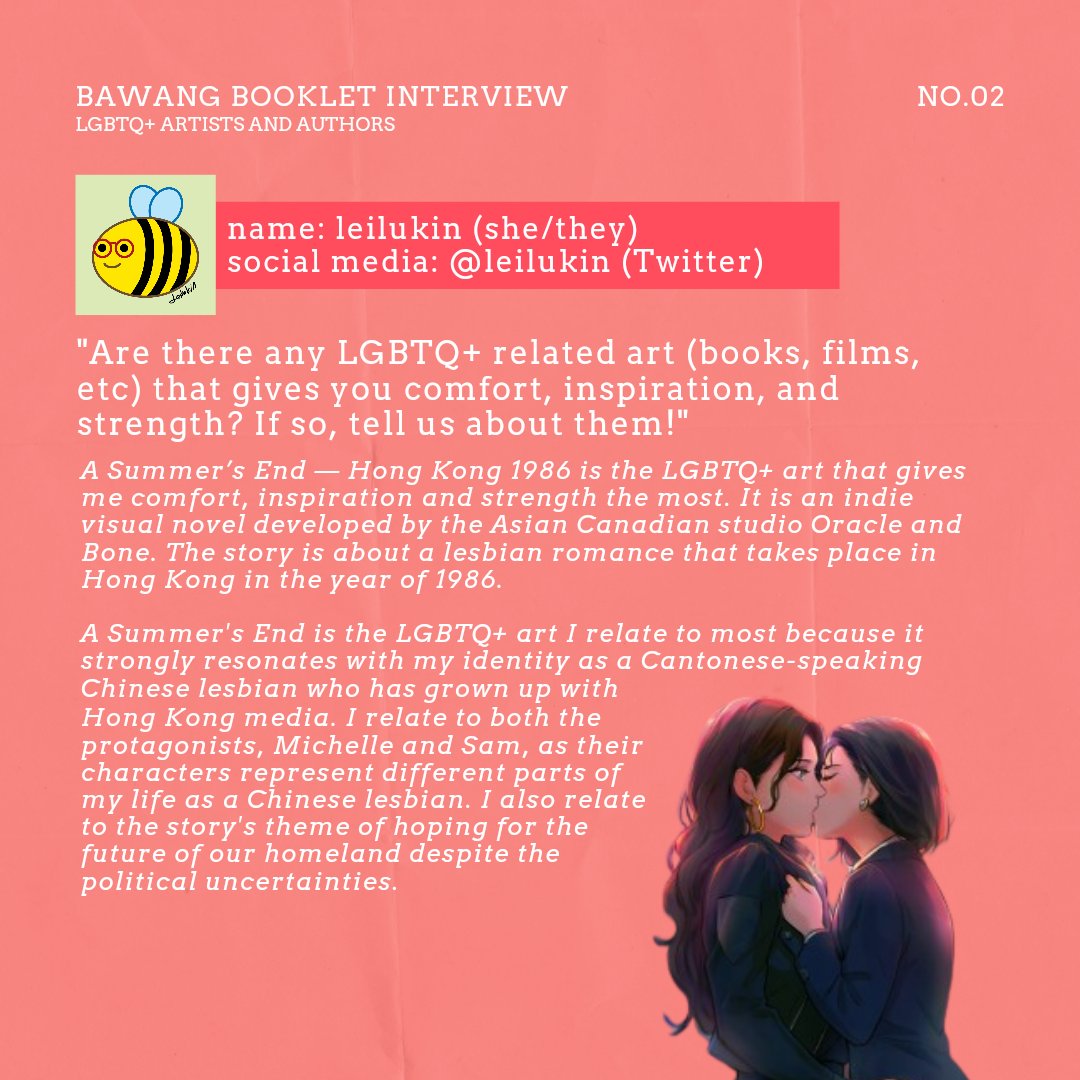 BAWANG BOOKLET INTERVIEW
NO.02
LGBTQ+ ARTISTS AND AUTHORS
name: leilukin (she/they)
social media: @leilukin (Twitter)
"Are there any LGBTQ+ related art (books, films,
etc) that gives you comfort, inspiration, and
strength? If so, tell us about them!"
A Summer’s End — Hong Kong 1986 is the LGBTQ+ art that gives
me comfort, inspiration and strength the most. It is an indie
visual novel developed by the Asian Canadian studio Oracle and
Bone. The story is about a lesbian romance that takes place in
Hong Kong in the year of 1986.
A Summer's End is the LGBTQ+ art I relate to most because it
strongly resonates with my identity as a Cantonese-speaking
Chinese lesbian who has grown up with
Hong Kong media. I relate to both the
protagonists, Michelle and Sam, as their
characters represent different parts of
my life as a Chinese lesbian. I also relate
to the story's theme of hoping for the
future of our homeland despite the
political uncertainties.